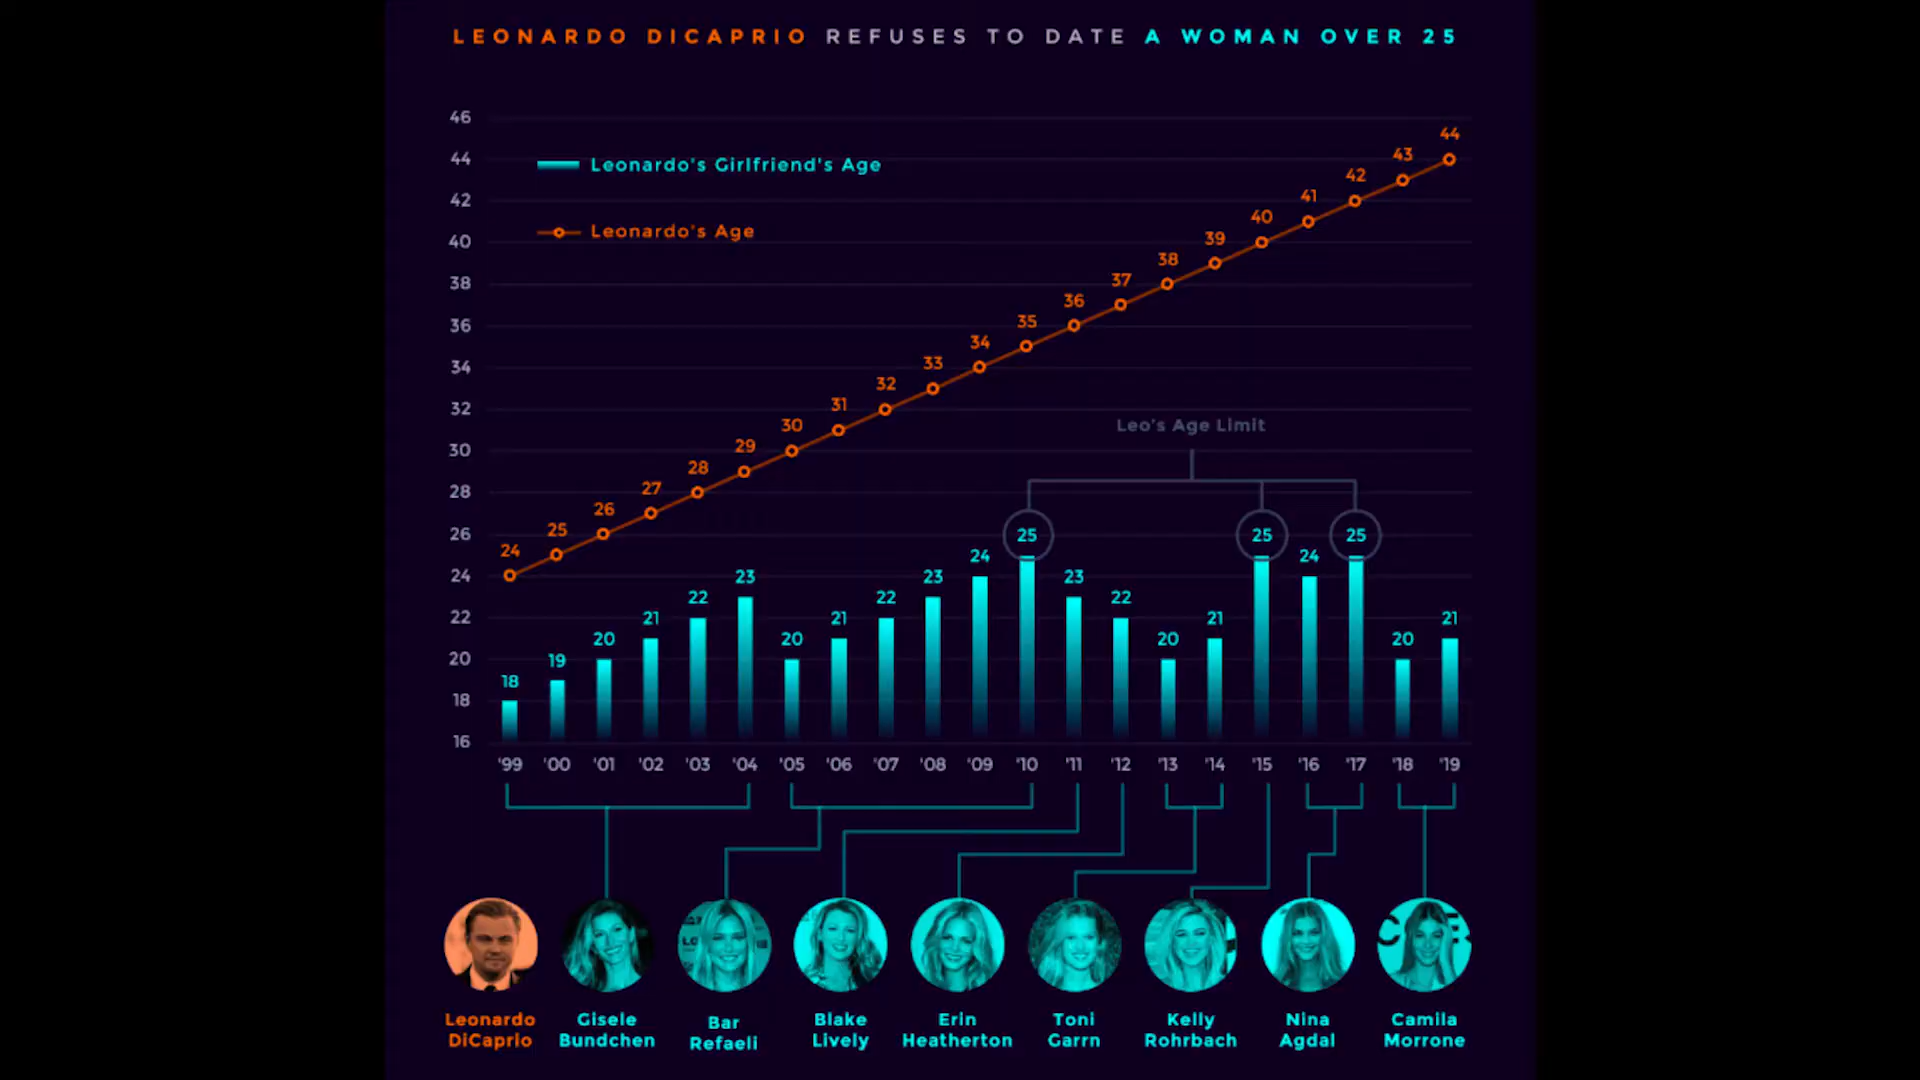 LEONARDO DICAPRIO REFUSES TO DATE A WOMAN OVER 25
46
44
42
40
38
36
34
32
30
28
26
24
22
20
18
16
Leonardo's Girlfriend's Age
Leonardo's Age
24 25 26 27 28 29 30 31 32 33 34 35 36 37 38 39 40 41 42 43 44
Leo's Age Limit
18 19 20 21 22 23 20 21 22 23 24 25 23 22 20 21 25 24 25 20 21
'99 '00 '01 '02 '03 '04 '05 '06 '07 '08 '09 '10 '11 '12 '13 '14 '15 '16 '17 '18 '19
Leonardo DiCaprio
Gisele Bundchen
Bar Refaeli
Blake Lively
Erin Heatherton
Toni Garrn
Kelly Rohrbach
Nina Agdal
Camila Morrone